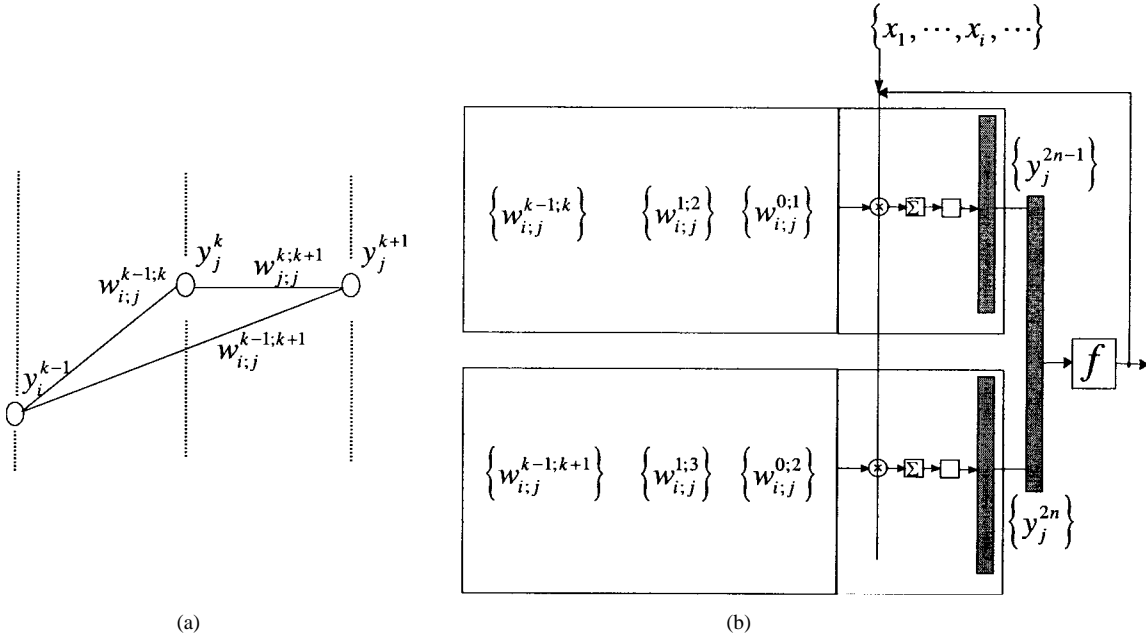 {x_1, ···, x_i, ···}
y_j^k
y_j^{k+1}
w_{i;j}^{k-1;k}
w_{j;j}^{k;k+1}
w_{i;j}^{k-1;k+1}
y_i^{k-1}
{w_{i;j}^{k-1;k}} {w_{i;j}^{1;2}} {w_{i;j}^{0;1}}
× Σ
{y_j^{2n-1}}
f
{w_{i;j}^{k-1;k+1}} {w_{i;j}^{1;3}} {w_{i;j}^{0;2}}
× Σ
{y_j^{2n}}
(a)
(b)